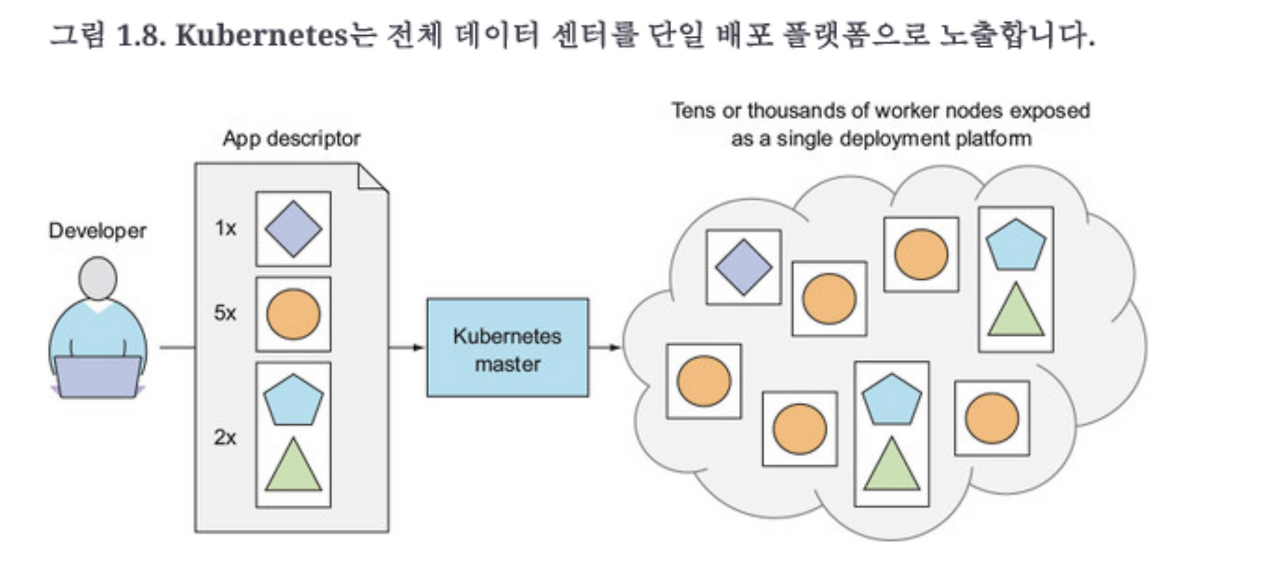 그림 1.8. Kubernetes는 전체 데이터 센터를 단일 배포 플랫폼으로 노출합니다.
Tens or thousands of worker nodes exposed
as a single deployment platform
App descriptor
Developer
1x
5x
2x
Kubernetes
master